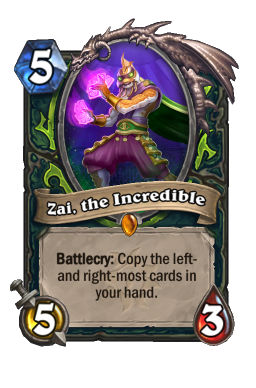 5
Zai, the Incredible
Battlecry: Copy the left-
and right-most cards in
your hand.
5
3